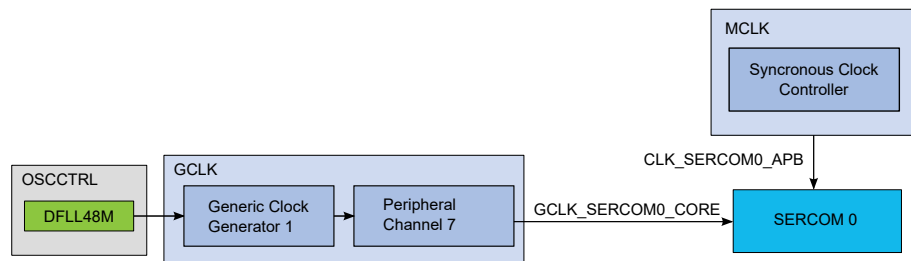 MCLK
Syncronous Clock
Controller
CLK_SERCOM0_APB
OSCCTRL
DFLL48M
GCLK
Generic Clock
Generator 1
Peripheral
Channel 7
GCLK_SERCOM0_CORE
SERCOM 0